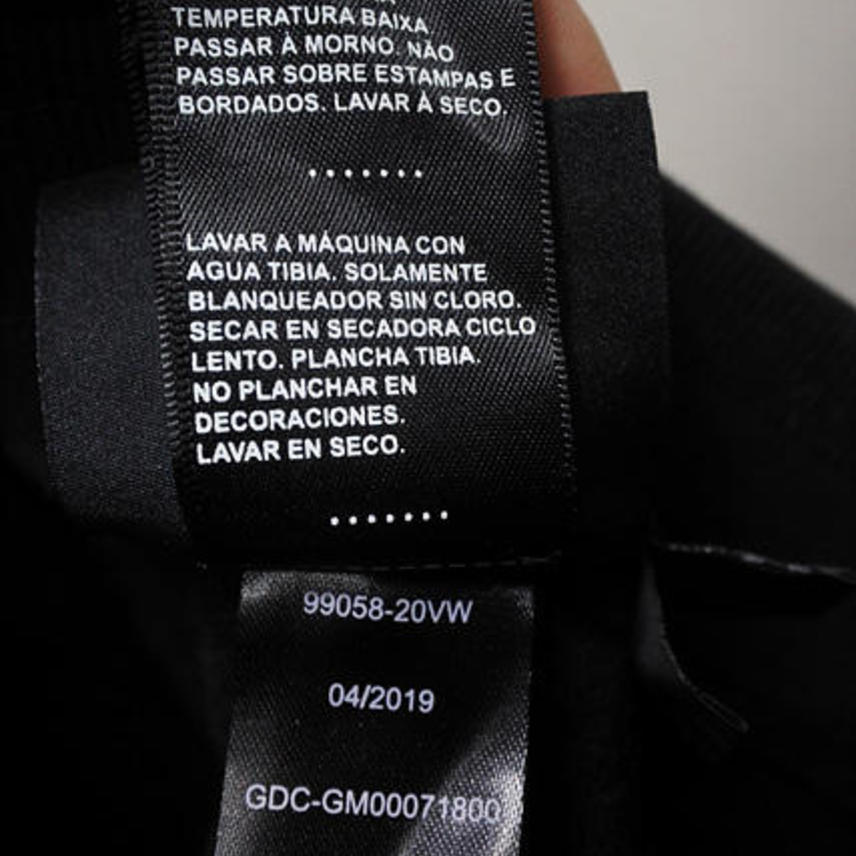 TEMPERATURA BAIXA
PASSAR À MORNO. NÃO
PASSAR SOBRE ESTAMPAS E
BORDADOS. LAVAR À SECO.
.......
LAVAR A MÁQUINA CON
AGUA TIBIA. SOLAMENTE
BLANQUEADOR SIN CLORO.
SECAR EN SECADORA CICLO
LENTO. PLANCHA TIBIA.
NO PLANCHAR EN
DECORACIONES.
LAVAR EN SECO.
.......
99058-20VW
04/2019
GDC-GM00071800